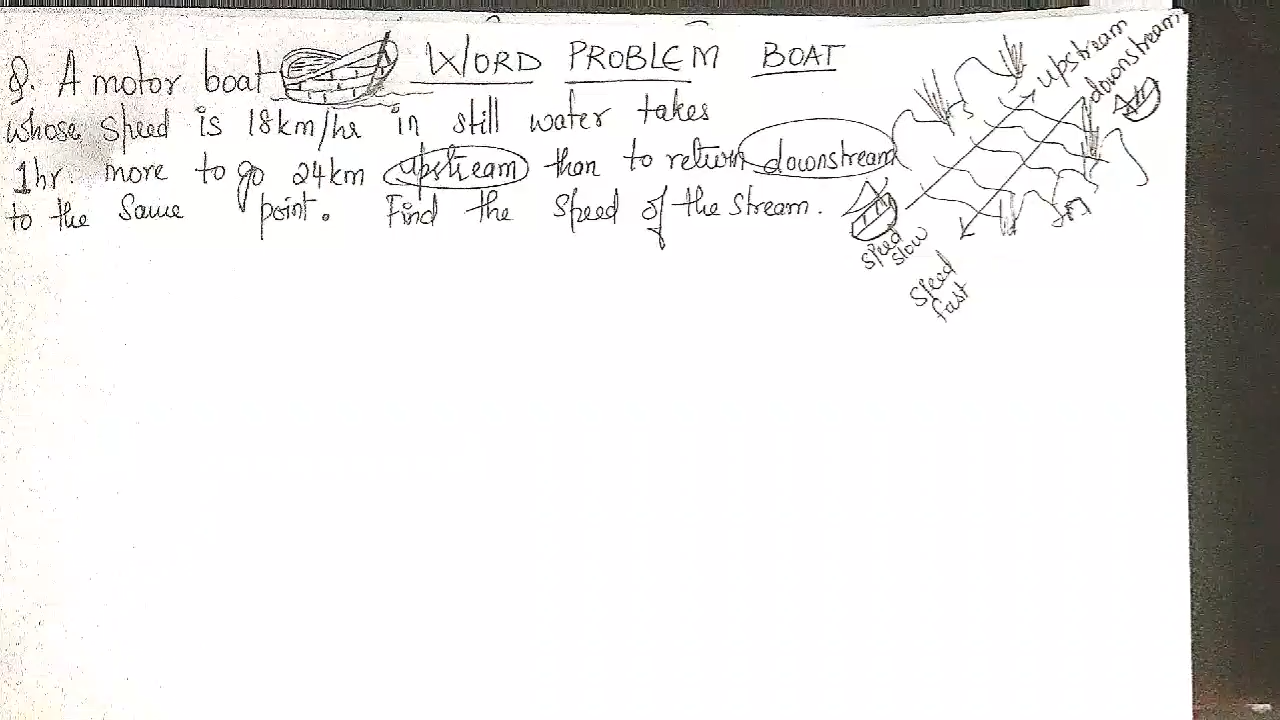 WORD PROBLEM BOAT
Q. A motor boat
whose speed is 18km/hr in still water takes
1hr more to go 24km upstream than to return downstream
to the same point. Find the speed of the stream.
upstream
downstream
speed
slow
speed
fast